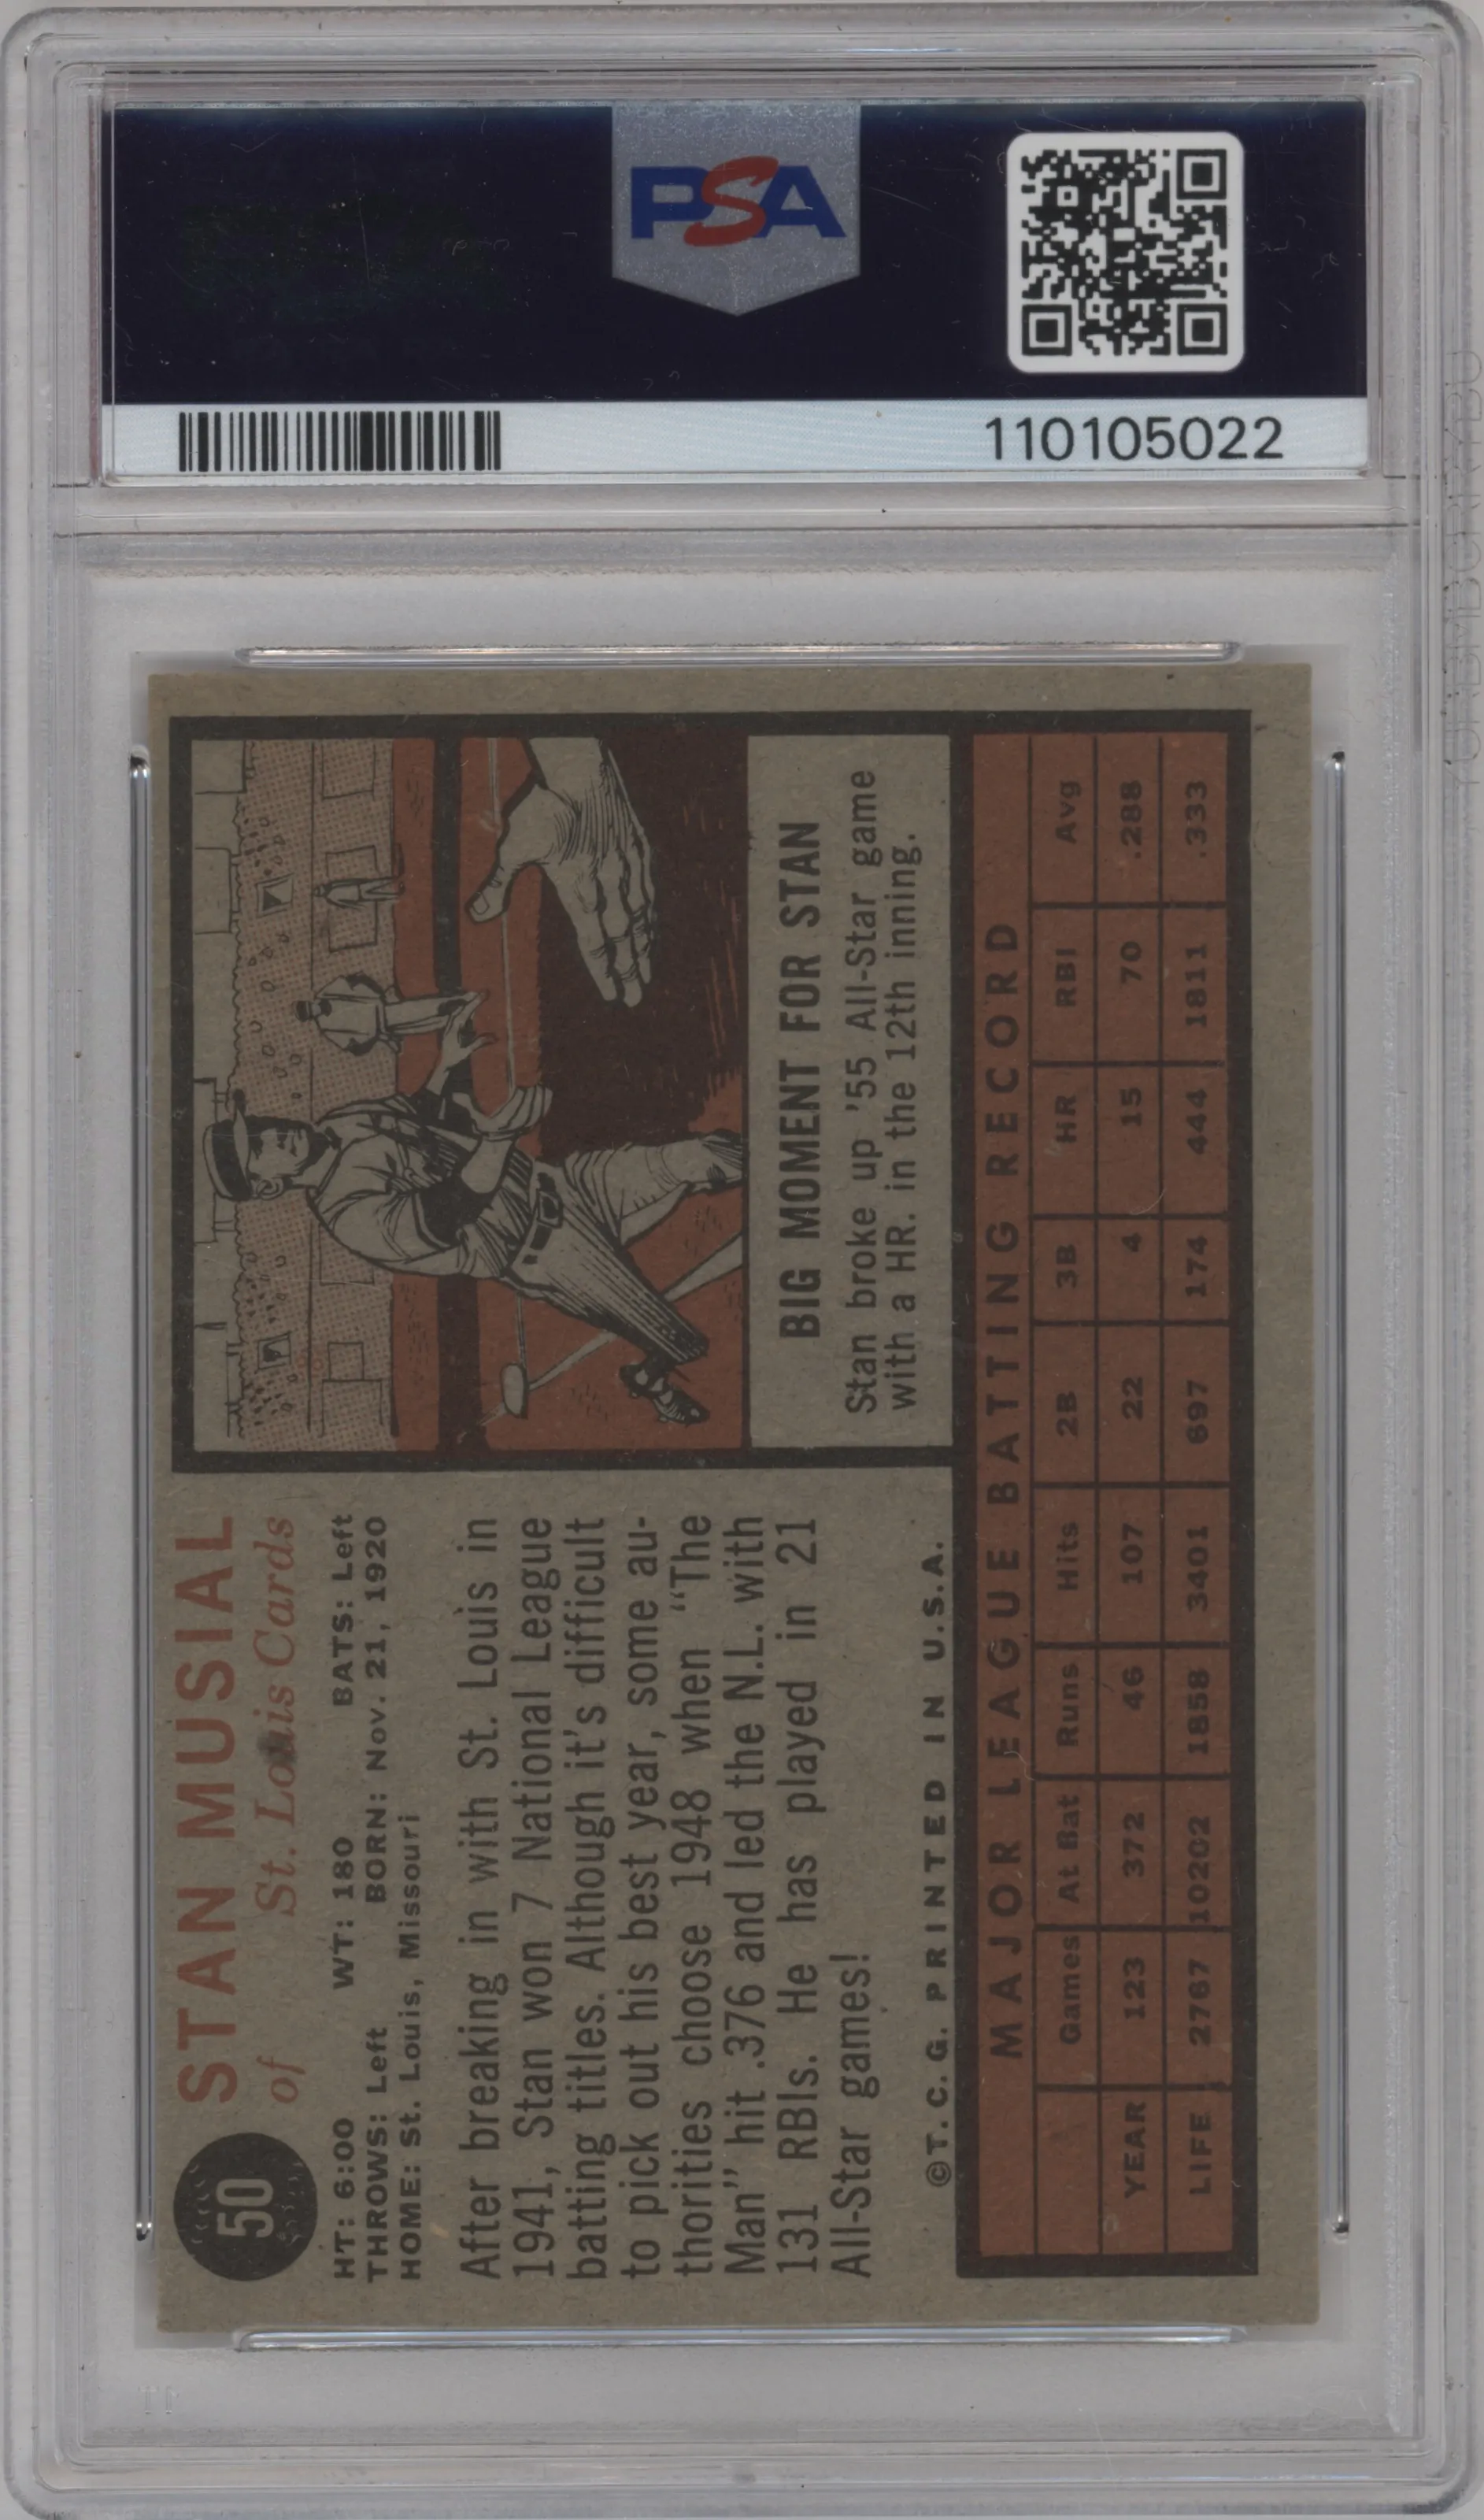 PSA
110105022
50
STAN MUSIAL
of St. Louis Cards
HT: 6:00 WT: 180 BATS: Left
THROWS: Left BORN: Nov. 21, 1920
HOME: St. Louis, Missouri
After breaking in with St. Louis in
1941, Stan won 7 National League
batting titles. Although it's difficult
to pick out his best year, some au-
thorities choose 1948 when "The
Man" hit .376 and led the N.L. with
131 RBIs. He has played in 21
All-Star games!
©T. C. G. PRINTED IN U.S.A.
BIG MOMENT FOR STAN
Stan broke up '55 All-Star game
with a HR. in the 12th inning.
MAJOR LEAGUE BATTING RECORD
Games At Bat Runs Hits 2B 3B HR RBI Avg
YEAR 123 372 46 107 22 4 15 70 .288
LIFE 2767 10202 1858 3401 697 174 444 1811 .333